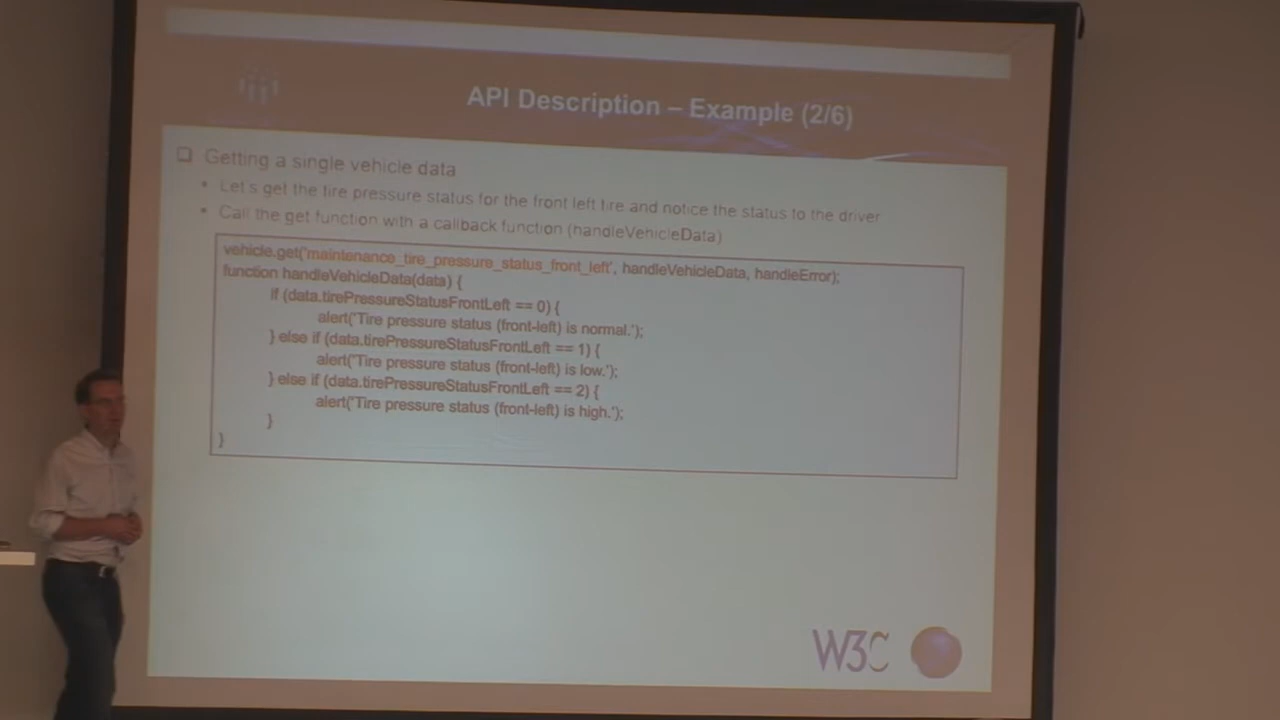 API Description – Example (2/6)
❑ Getting a single vehicle data
• Let's get the tire pressure status for the front left tire and notice the status to the driver
• Call the get function with a callback function (handleVehicleData)
vehicle.get('maintenance_tire_pressure_status_front_left', handleVehicleData, handleError);
function handleVehicleData(data) {
if (data.tirePressureStatusFrontLeft == 0) {
alert('Tire pressure status (front-left) is normal.');
} else if (data.tirePressureStatusFrontLeft == 1) {
alert('Tire pressure status (front-left) is low.');
} else if (data.tirePressureStatusFrontLeft == 2) {
alert('Tire pressure status (front-left) is high.');
}
}
W3C